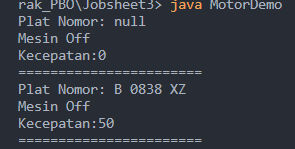 rak_PBO\Jobsheet3> java MotorDemo
Plat Nomor: null
Mesin Off
Kecepatan:0
=======================
Plat Nomor: B 0838 XZ
Mesin Off
Kecepatan:50
=======================